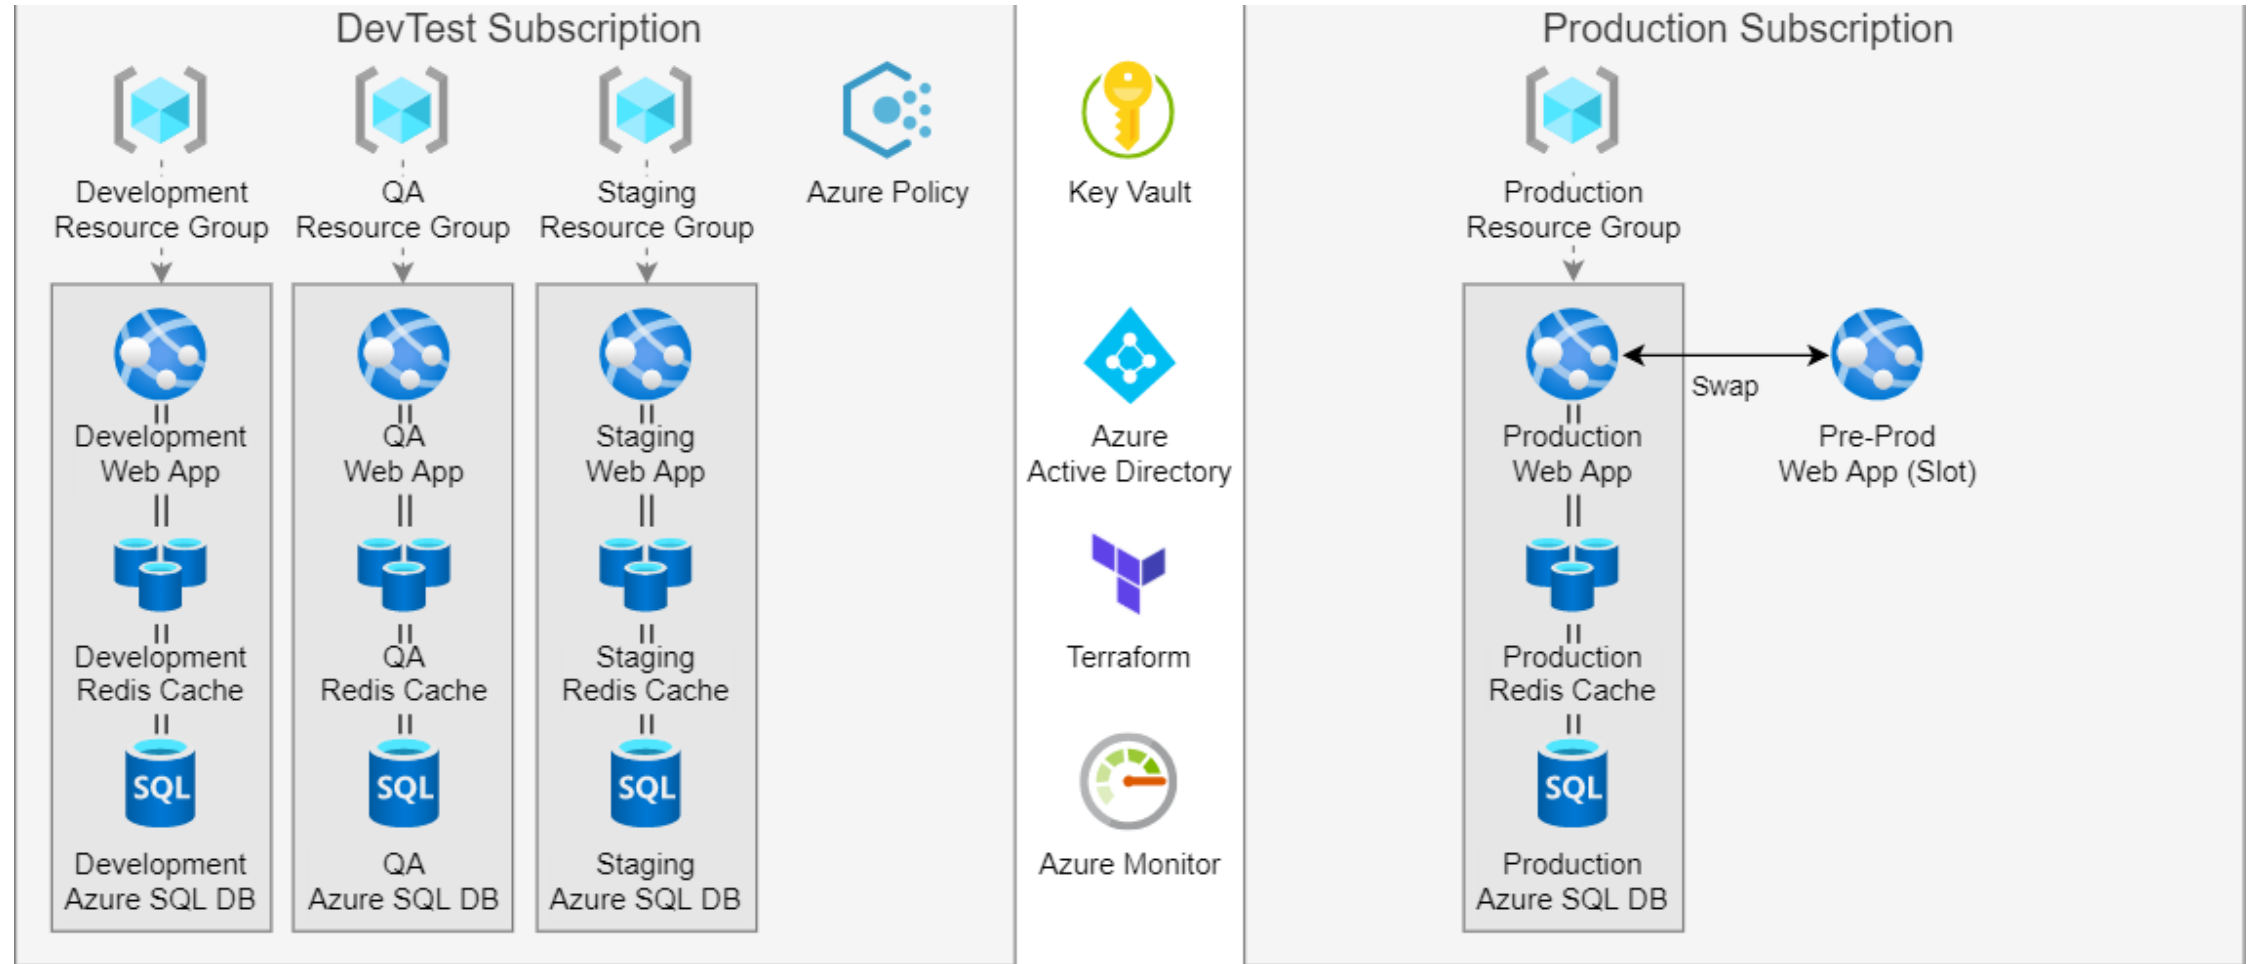 DevTest Subscription
Production Subscription
Development
Resource Group
QA
Resource Group
Staging
Resource Group
Azure Policy
Key Vault
Production
Resource Group
Development
Web App
QA
Web App
Staging
Web App
Azure
Active Directory
Production
Web App
Swap
Pre-Prod
Web App (Slot)
Development
Redis Cache
QA
Redis Cache
Staging
Redis Cache
Terraform
Production
Redis Cache
SQL
SQL
SQL
SQL
Development
Azure SQL DB
QA
Azure SQL DB
Staging
Azure SQL DB
Azure Monitor
Production
Azure SQL DB